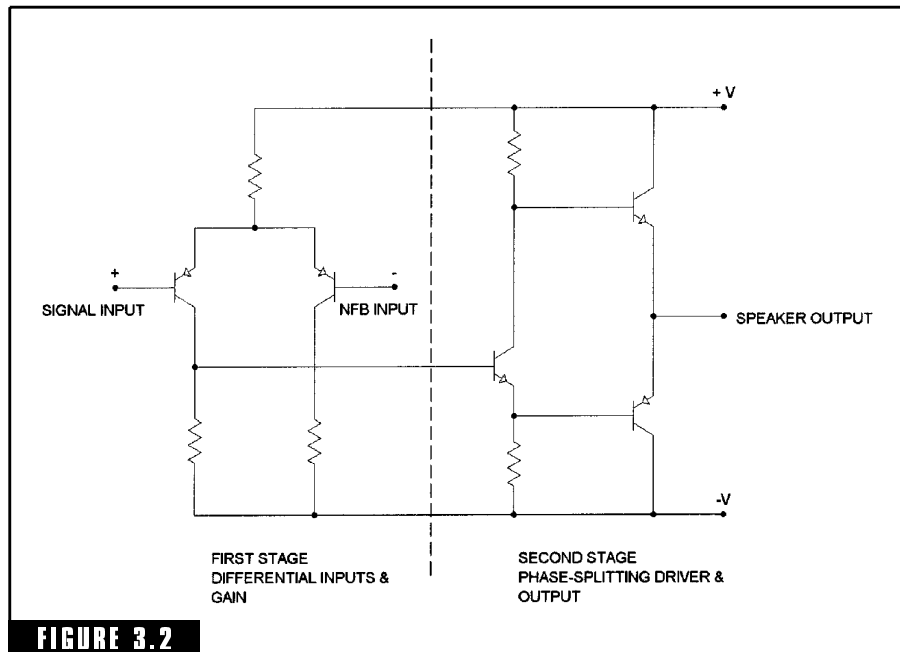 + V
+
-
SIGNAL INPUT
NFB INPUT
SPEAKER OUTPUT
-V
FIRST STAGE
DIFFERENTIAL INPUTS &
GAIN
SECOND STAGE
PHASE-SPLITTING DRIVER &
OUTPUT
FIGURE 3.2